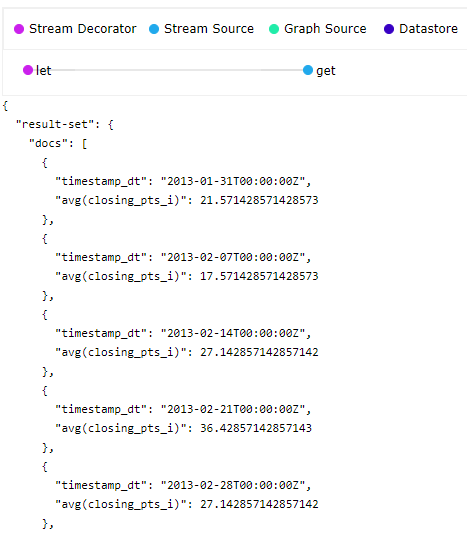 Stream Decorator Stream Source Graph Source Datastore
let get
{
  "result-set": {
    "docs": [
      {
        "timestamp_dt": "2013-01-31T00:00:00Z",
        "avg(closing_pts_i)": 21.571428571428573
      },
      {
        "timestamp_dt": "2013-02-07T00:00:00Z",
        "avg(closing_pts_i)": 17.571428571428573
      },
      {
        "timestamp_dt": "2013-02-14T00:00:00Z",
        "avg(closing_pts_i)": 27.142857142857142
      },
      {
        "timestamp_dt": "2013-02-21T00:00:00Z",
        "avg(closing_pts_i)": 36.42857142857143
      },
      {
        "timestamp_dt": "2013-02-28T00:00:00Z",
        "avg(closing_pts_i)": 27.142857142857142
      },